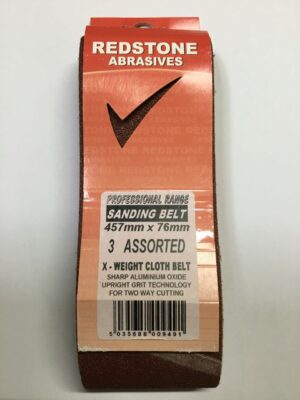 REDSTONE
ABRASIVES
PROFESSIONAL RANGE
SANDING BELT
457mm x 76mm
3 ASSORTED
X - WEIGHT CLOTH BELT
SHARP ALUMINIUM OXIDE
UPRIGHT GRIT TECHNOLOGY
FOR TWO WAY CUTTING
5 035688 009491